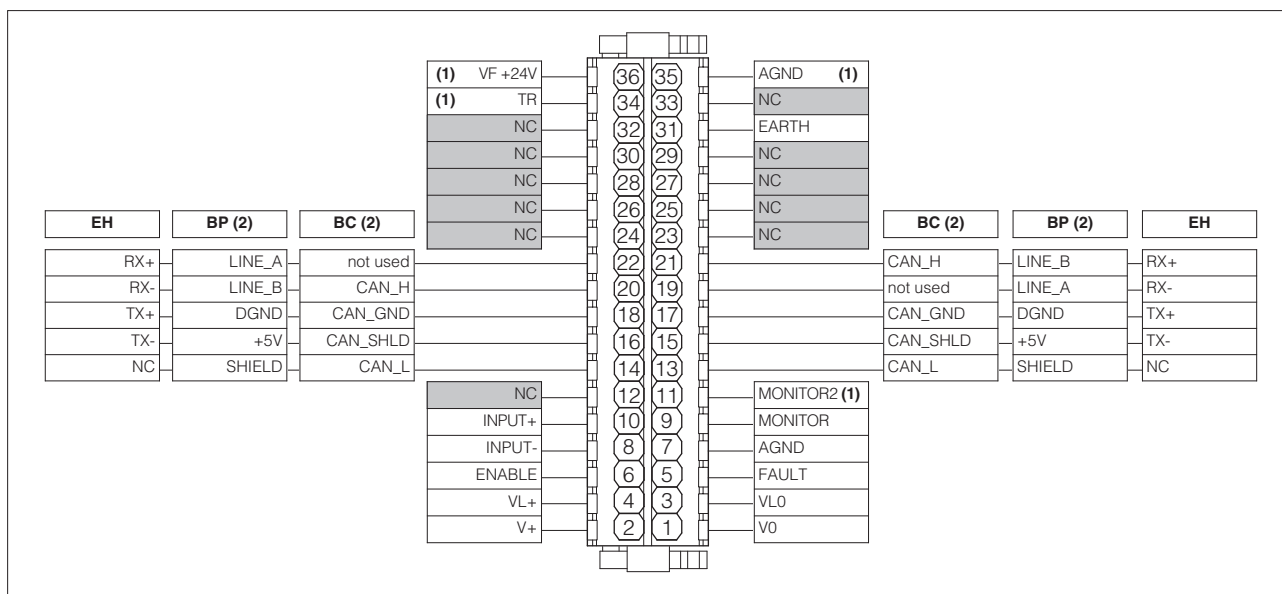 (1) VF +24V 36 35 AGND (1)
(1) TR 34 33 NC
NC 32 31 EARTH
NC 30 29 NC
NC 28 27 NC
NC 26 25 NC
NC 24 23 NC
EH BP (2) BC (2) BC (2) BP (2) EH
RX+ LINE_A not used 22 21 CAN_H LINE_B RX+
RX- LINE_B CAN_H 20 19 not used LINE_A RX-
TX+ DGND CAN_GND 18 17 CAN_GND DGND TX+
TX- +5V CAN_SHLD 16 15 CAN_SHLD +5V TX-
NC SHIELD CAN_L 14 13 CAN_L SHIELD NC
NC 12 11 MONITOR2 (1)
INPUT+ 10 9 MONITOR
INPUT- 8 7 AGND
ENABLE 6 5 FAULT
VL+ 4 3 VL0
V+ 2 1 V0